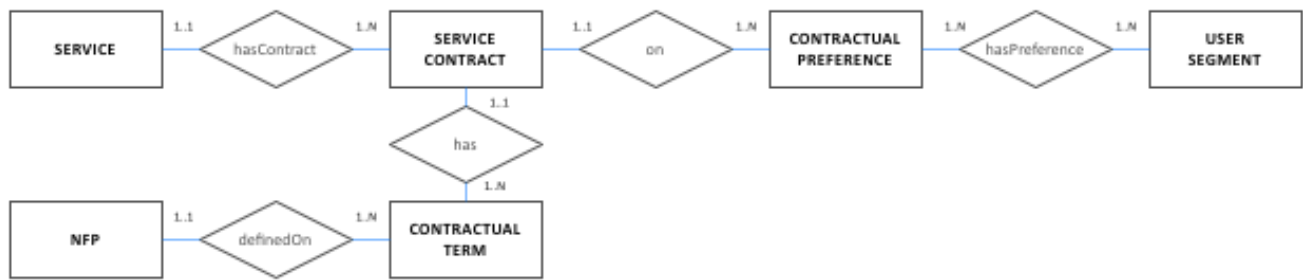 1..1
1..N
1..1
1..N
1..N
1..N
SERVICE
hasContract
SERVICE
CONTRACT
on
CONTRACTUAL
PREFERENCE
hasPreference
USER
SEGMENT
1..1
has
1..N
1..1
1..N
NFP
definedOn
CONTRACTUAL
TERM